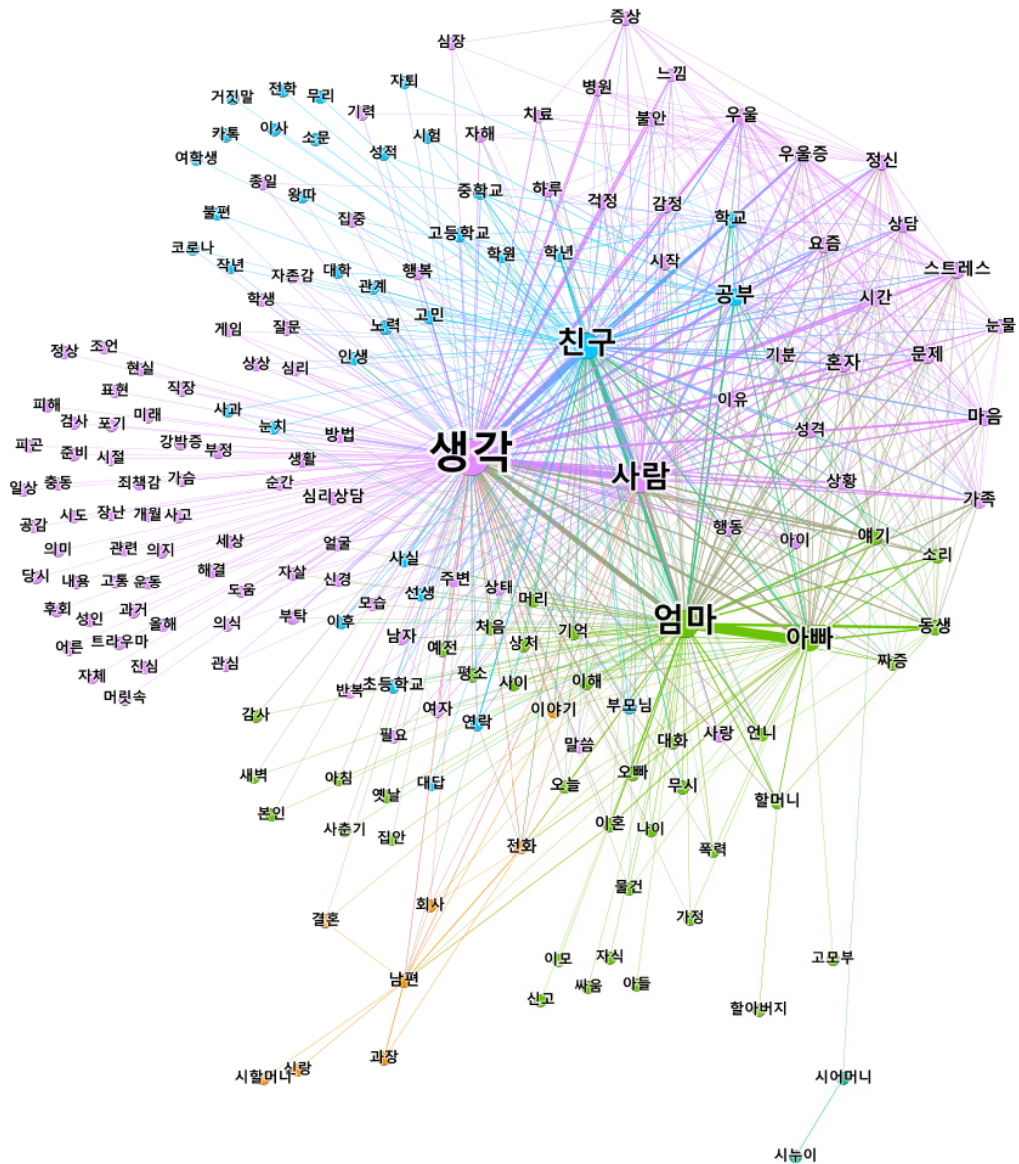 증상
심장
느낌
자퇴
병원
전학
거짓말
무리
기력
치료
불안
우울
이사
카톡
소문
시험
자해
성적
여학생
우울증
정신
종일
왕따
중학교
하루
걱정
감정
불편
집중
학교
상담
고등학교
요즘
코로나
학원
학년
시작
작년
자존감
대학
행복
스트레스
관계
학생
공부
시간
고민
게임
질문
노력
눈물
친구
정상
조언
인생
기분
혼자
문제
현실
상상
심리
표현
직장
이유
피해
미래
사과
마음
검사
포기
눈치
방법
성격
피곤
준비
시절
강박증
부정
생활
생각
사람
상황
일상
충동
죄책감
가슴
순간
심리상담
가족
공감
시도
장난
개월
사고
행동
의미
관련
의지
세상
얼굴
아이
얘기
소리
당시
내용
고통
운동
해결
자살
신경
사실
주변
상태
도움
선생
머리
후회
성인
과거
올해
의식
부탁
모습
이후
처음
기억
엄마
아빠
동생
어른
트라우마
남자
예전
상처
짜증
자체
진심
관심
평소
머릿속
반복
초등학교
사이
이해
감사
여자
이야기
부모님
연락
필요
말씀
대화
사랑
언니
새벽
아침
옛날
대답
오늘
오빠
무시
할머니
본인
사춘기
집안
이혼
나이
전화
폭력
물건
결혼
회사
가정
이모
자식
고모부
남편
싸움
아들
신고
할아버지
과장
시할머니
신랑
시어머니
시누이